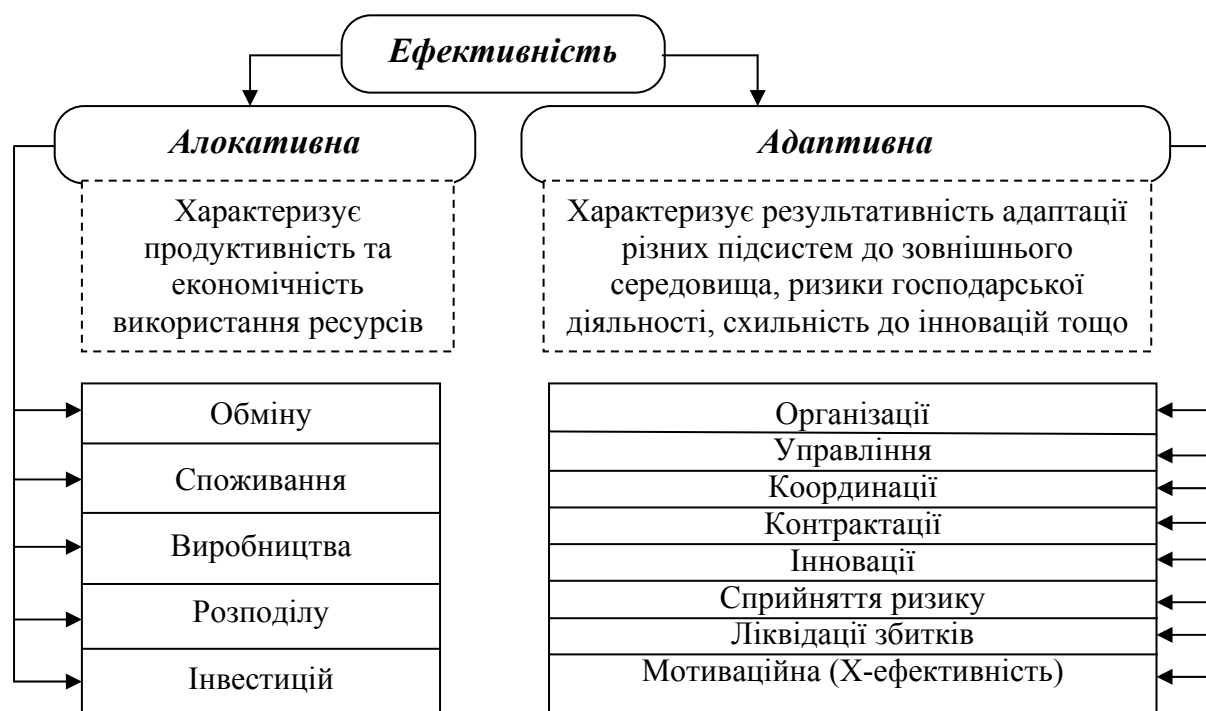 Ефективність
Алокативна
Характеризує
продуктивність та
економічність
використання ресурсів
Обміну
Споживання
Виробництва
Розподілу
Інвестицій
Адаптивна
Характеризує результативність адаптації
різних підсистем до зовнішнього
середовища, ризики господарської
діяльності, схильність до інновацій тощо
Організації
Управління
Координації
Контрактації
Інновації
Сприйняття ризику
Ліквідації збитків
Мотиваційна (Х-ефективність)